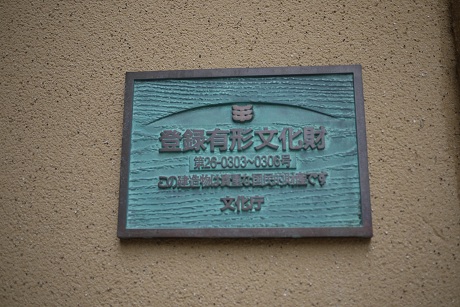 登録有形文化財
第26-0303~0306号
この建造物は貴重な国民的財産です
文化庁